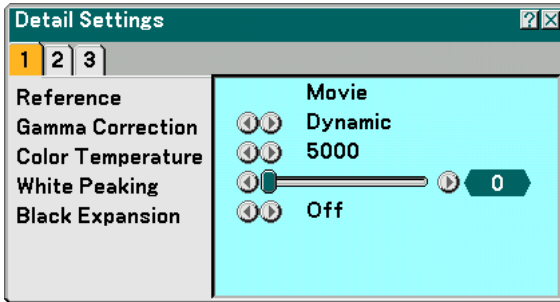 Detail Settings
?
1 2 3
Reference Movie
Gamma Correction Dynamic
Color Temperature 5000
White Peaking 0
Black Expansion Off